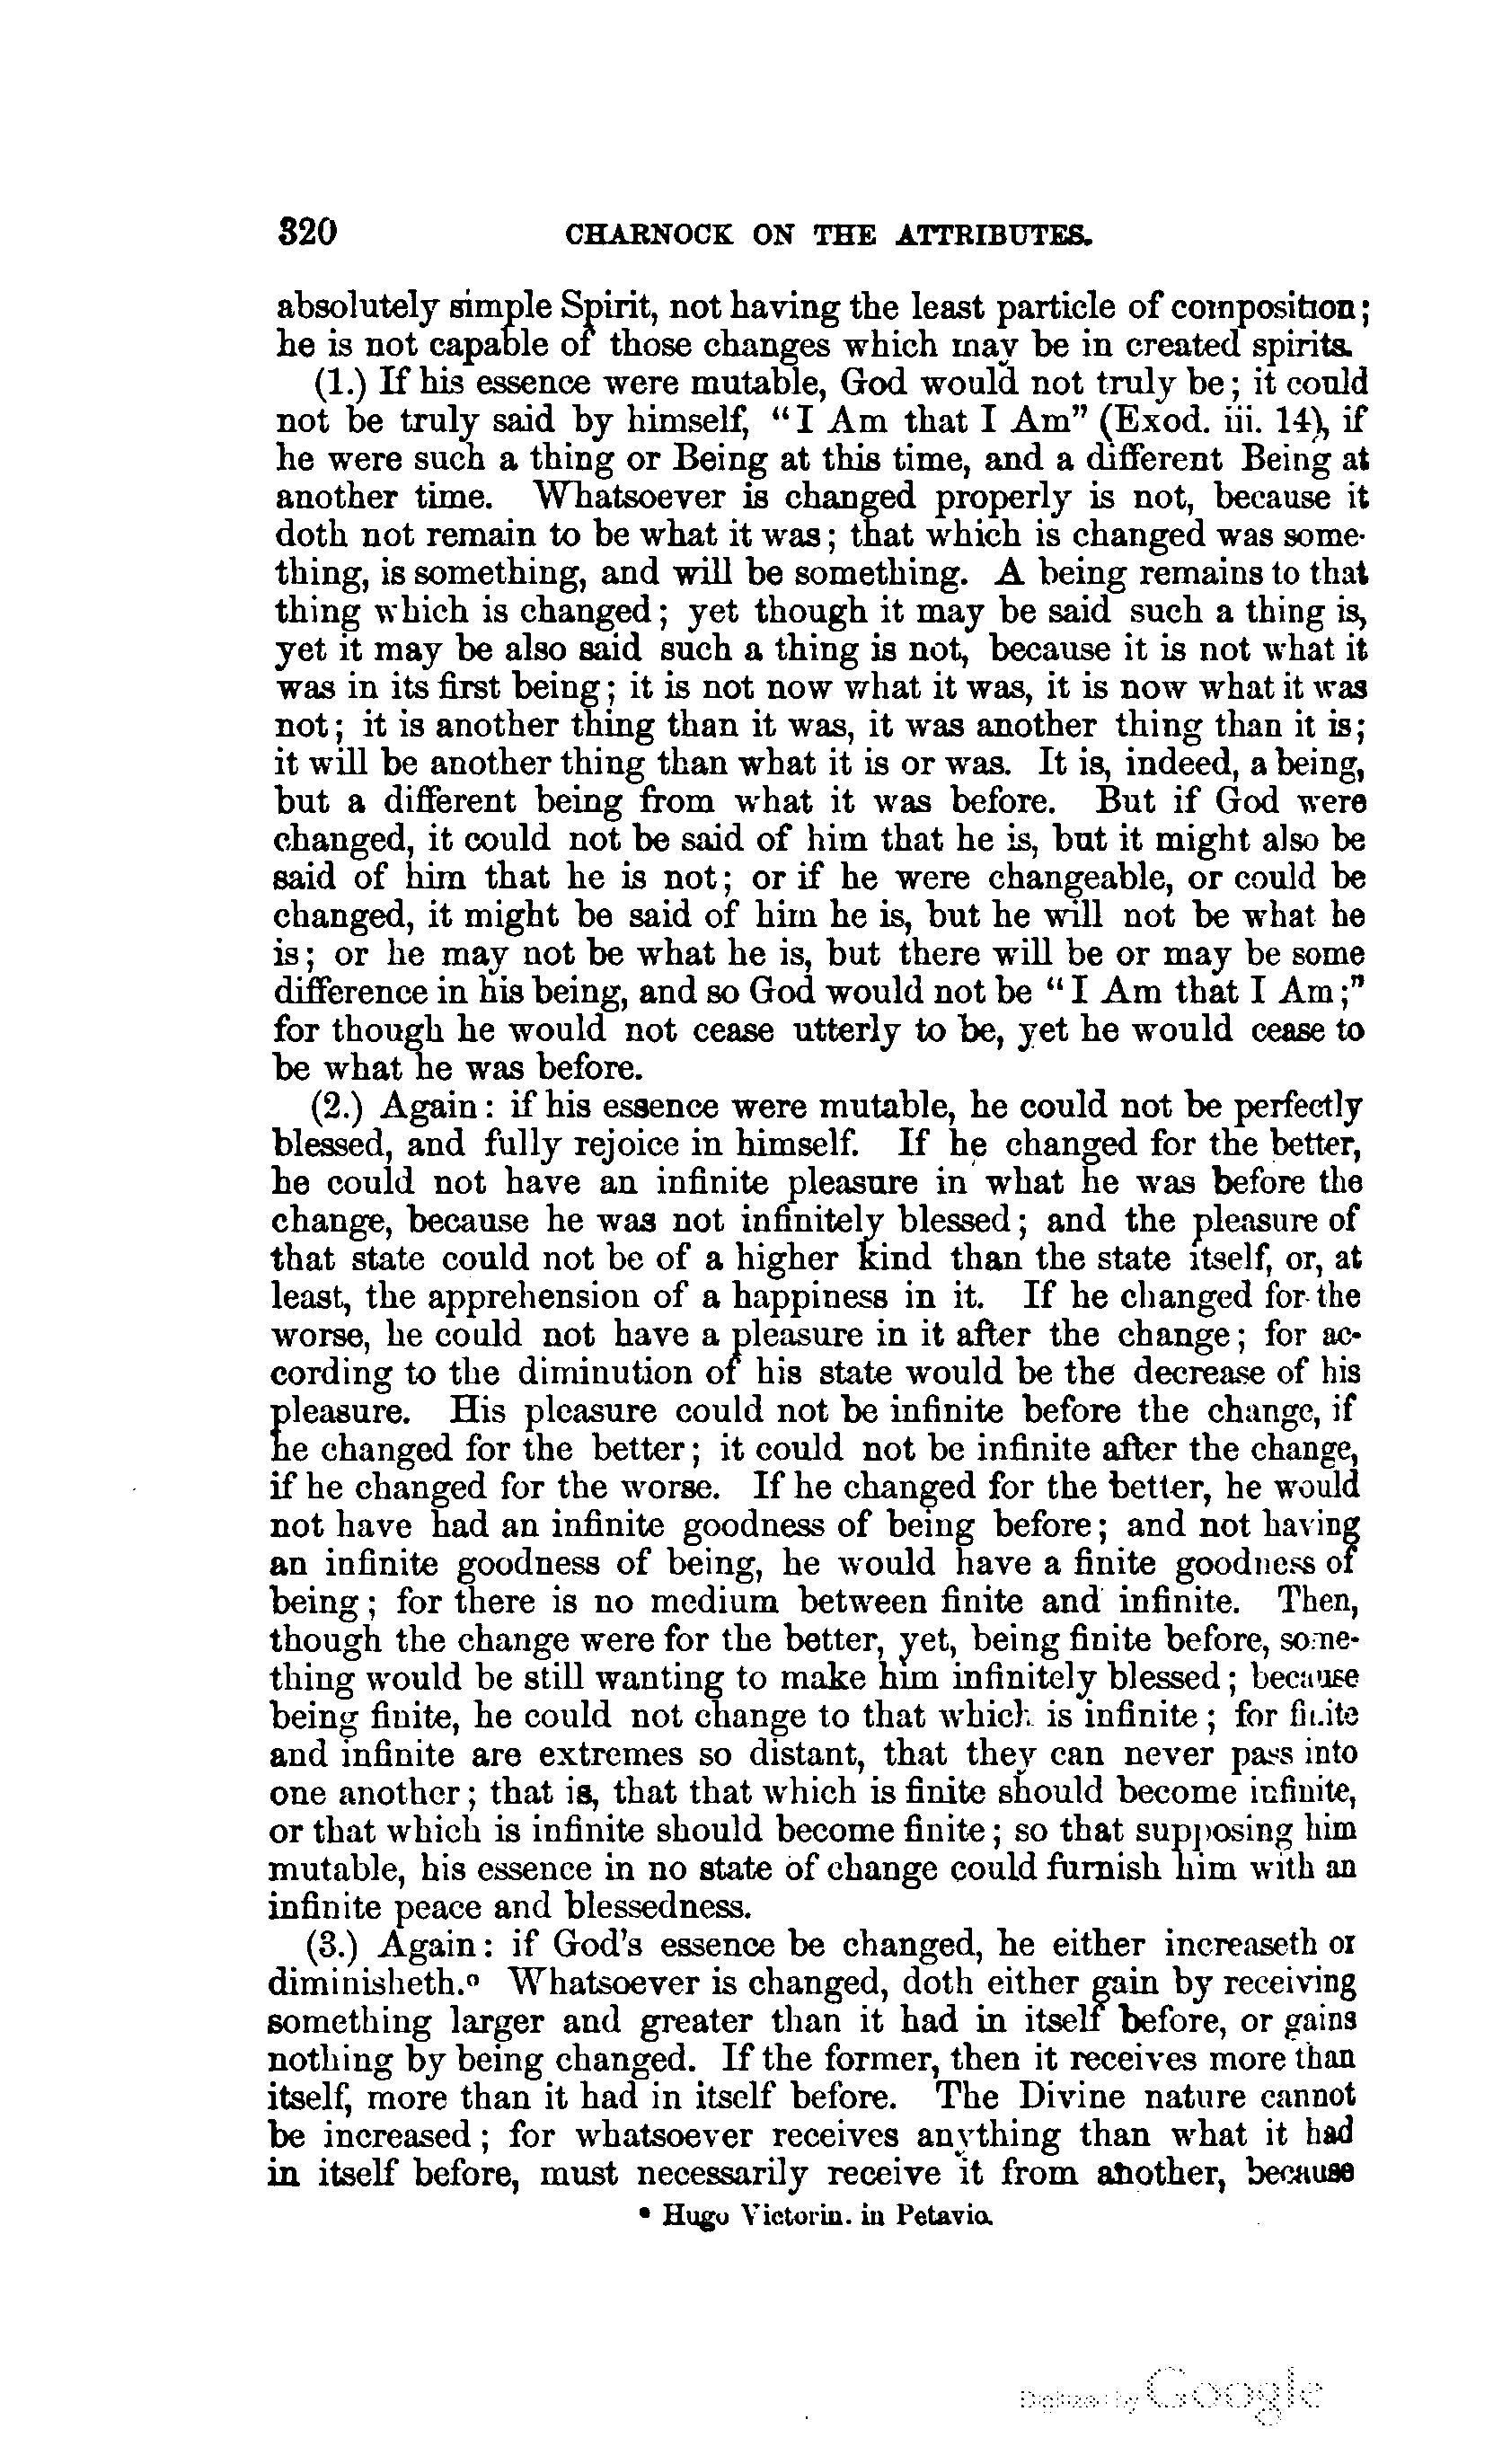 320 CHARNOCK ON THE ATTRIBUTES.
absolutely simple Spirit, not having the least particle of composition;
he is not capable of those changes which may be in created spirits.
(1.) If his essence were mutable, God would not truly be; it could
not be truly said by himself, “I Am that I Am” (Exod. iii. 14), if
he were such a thing or Being at this time, and a different Being at
another time. Whatsoever is changed properly is not, because it
doth not remain to be what it was; that which is changed was some-
thing, is something, and will be something. A being remains to that
thing which is changed; yet though it may be said such a thing is,
yet it may be also said such a thing is not, because it is not what it
was in its first being; it is not now what it was, it is now what it was
not; it is another thing than it was, it was another thing than it is;
it will be another thing than what it is or was. It is, indeed, a being,
but a different being from what it was before. But if God were
changed, it could not be said of him that he is, but it might also be
said of him that he is not; or if he were changeable, or could be
changed, it might be said of him he is, but he will not be what he
is; or he may not be what he is, but there will be or may be some
difference in his being, and so God would not be “I Am that I Am;”
for though he would not cease utterly to be, yet he would cease to
be what he was before.
(2.) Again: if his essence were mutable, he could not be perfectly
blessed, and fully rejoice in himself. If he changed for the better,
he could not have an infinite pleasure in what he was before the
change, because he was not infinitely blessed; and the pleasure of
that state could not be of a higher kind than the state itself, or, at
least, the apprehension of a happiness in it. If he changed for the
worse, he could not have a pleasure in it after the change; for ac-
cording to the diminution of his state would be the decrease of his
pleasure. His pleasure could not be infinite before the change, if
he changed for the better; it could not be infinite after the change,
if he changed for the worse. If he changed for the better, he would
not have had an infinite goodness of being before; and not having
an infinite goodness of being, he would have a finite goodness of
being; for there is no medium between finite and infinite. Then,
though the change were for the better, yet, being finite before, some-
thing would be still wanting to make him infinitely blessed; because
being finite, he could not change to that which is infinite; for finite
and infinite are extremes so distant, that they can never pass into
one another; that is, that that which is finite should become infinite,
or that which is infinite should become finite; so that supposing him
mutable, his essence in no state of change could furnish him with an
infinite peace and blessedness.
(3.) Again: if God's essence be changed, he either increaseth or
diminisheth.º Whatsoever is changed, doth either gain by receiving
something larger and greater than it had in itself before, or gains
nothing by being changed. If the former, then it receives more than
itself, more than it had in itself before. The Divine nature cannot
be increased; for whatsoever receives anything than what it had
in itself before, must necessarily receive it from another, because
º Hugo Victorin. in Petavio.
Digitized by Google